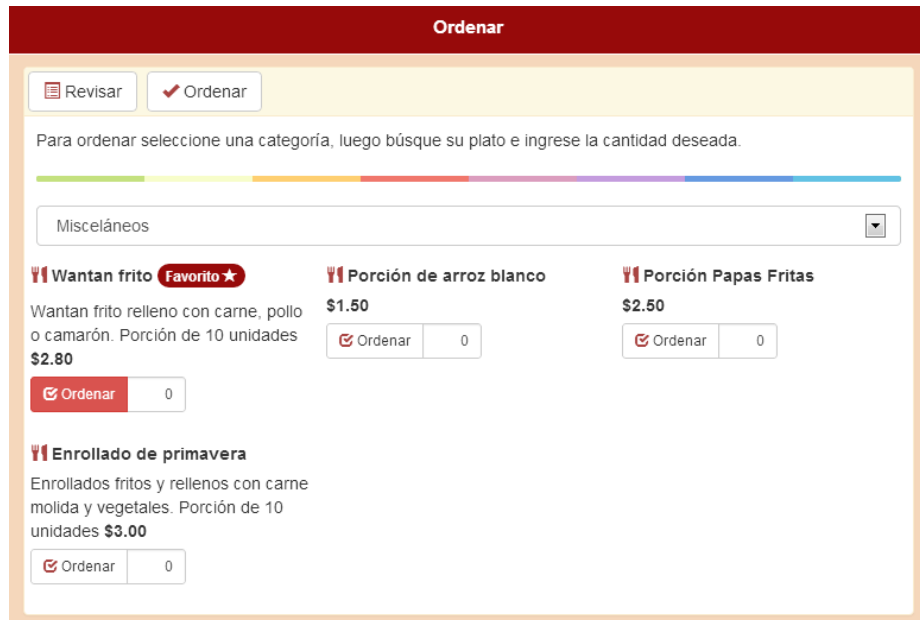 Ordenar
Revisar
Ordenar
Para ordenar seleccione una categoría, luego búsque su plato e ingrese la cantidad deseada.
Misceláneos
Wantan frito Favorito
Wantan frito relleno con carne, pollo
o camarón. Porción de 10 unidades
$2.80
Ordenar 0
Porción de arroz blanco
$1.50
Ordenar 0
Porción Papas Fritas
$2.50
Ordenar 0
Enrollado de primavera
Enrollados fritos y rellenos con carne
molida y vegetales. Porción de 10
unidades $3.00
Ordenar 0